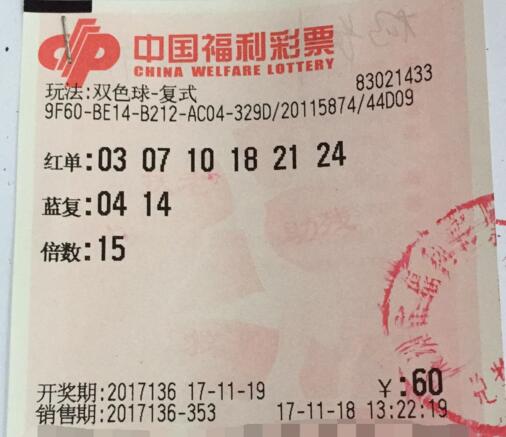 中国福利彩票
CHINA WELFARE LOTTERY
玩法:双色球-复式 83021433
9F60-BE14-B212-AC04-329D/20115874/44D09
红单:03 07 10 18 21 24
蓝复:04 14
倍数:15
开奖期:2017136 17-11-19 ¥:60
销售期:2017136-353 17-11-18 13:22:19